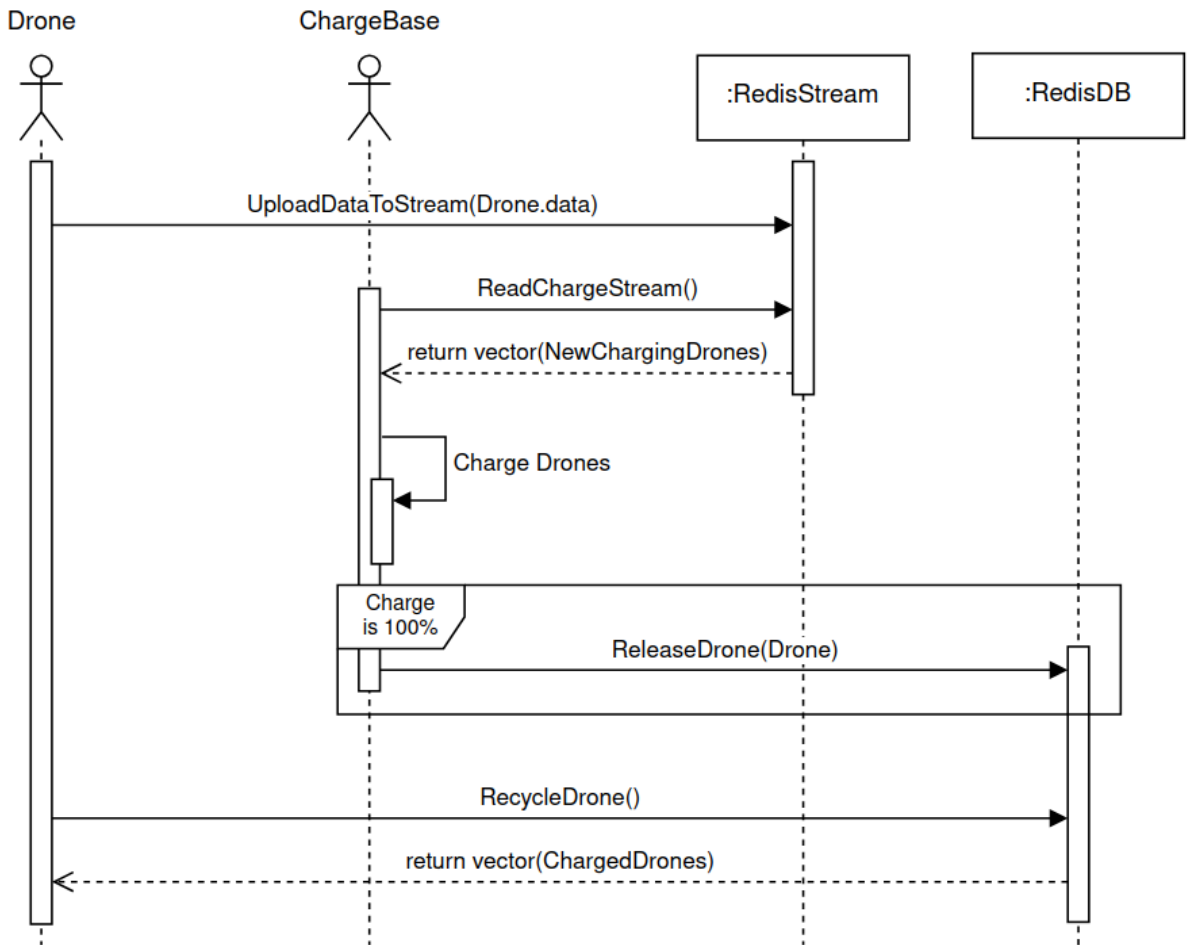 Drone
ChargeBase
:RedisStream
:RedisDB
UploadDataToStream(Drone.data)
ReadChargeStream()
return vector(NewChargingDrones)
Charge Drones
Charge
is 100%
ReleaseDrone(Drone)
RecycleDrone()
return vector(ChargedDrones)